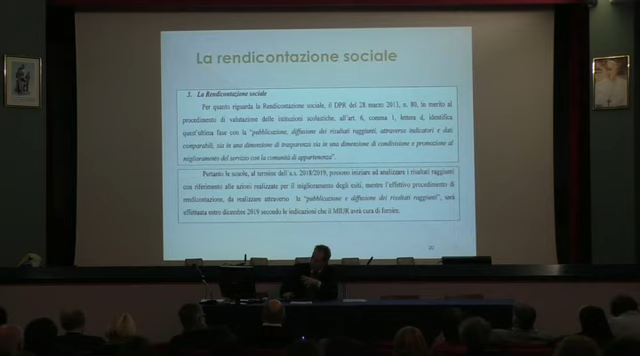 La rendicontazione sociale
3. La Rendicontazione sociale
Per quanto riguarda la Rendicontazione sociale, il DPR del 28 marzo 2013, n. 80, in merito al
procedimento di valutazione delle istituzioni scolastiche, all'art. 6, comma 1, lettera d, identifica
quest'ultima fase con la "pubblicazione, diffusione dei risultati raggiunti, attraverso indicatori e dati
comparabili, sia in una dimensione di trasparenza sia in una dimensione di condivisione e promozione al
miglioramento del servizio con la comunità di appartenenza".
Pertanto le scuole, al termine dell'a.s. 2018/2019, possono iniziare ad analizzare i risultati raggiunti
con riferimento alle azioni realizzate per il miglioramento degli esiti, mentre l'effettivo procedimento di
rendicontazione, da realizzare attraverso la "pubblicazione e diffusione dei risultati raggiunti", sarà
effettuata entro dicembre 2019 secondo le indicazioni che il MIUR avrà cura di fornire.